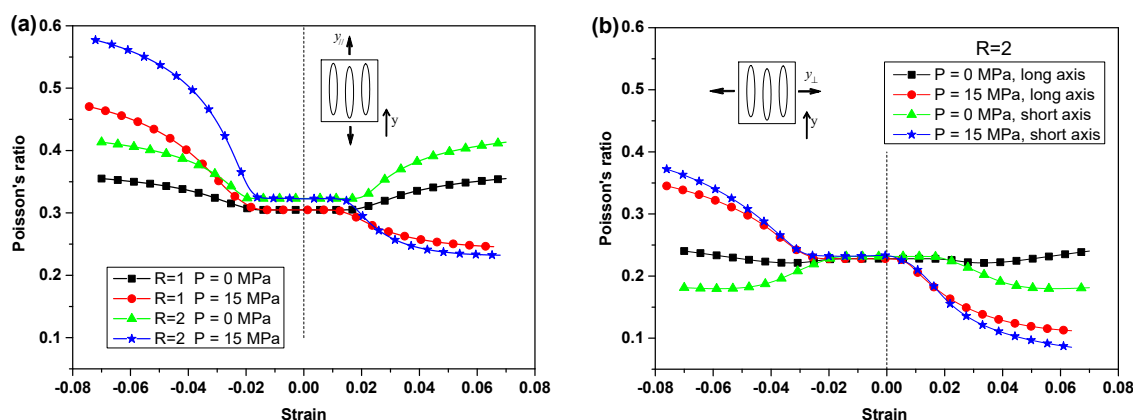 (a)
0.6
0.5
0.4
0.3
0.2
0.1
Poisson's ratio
y//
y
R=1 P = 0 MPa
R=1 P = 15 MPa
R=2 P = 0 MPa
R=2 P = 15 MPa
-0.08 -0.06 -0.04 -0.02 0.00 0.02 0.04 0.06 0.08
Strain
(b)
0.6
0.5
0.4
0.3
0.2
0.1
Poisson's ratio
y⊥
y
R=2
P = 0 MPa, long axis
P = 15 MPa, long axis
P = 0 MPa, short axis
P = 15 MPa, short axis
-0.08 -0.06 -0.04 -0.02 0.00 0.02 0.04 0.06 0.08
Strain